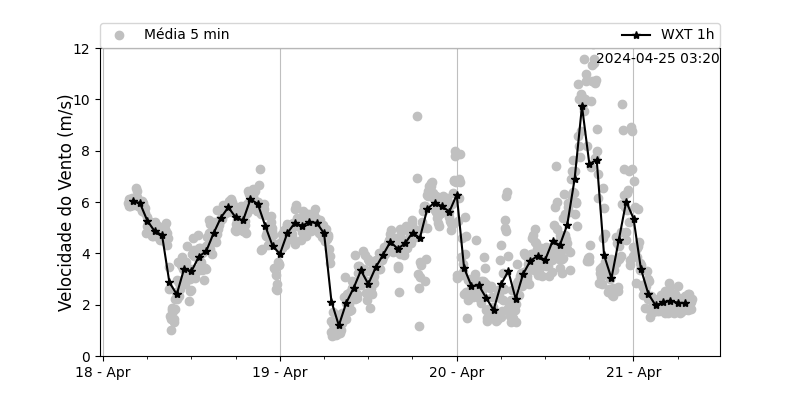 Média 5 min
WXT 1h
2024-04-25 03:20
Velocidade do Vento (m/s)
12
10
8
6
4
2
0
18 - Apr
19 - Apr
20 - Apr
21 - Apr